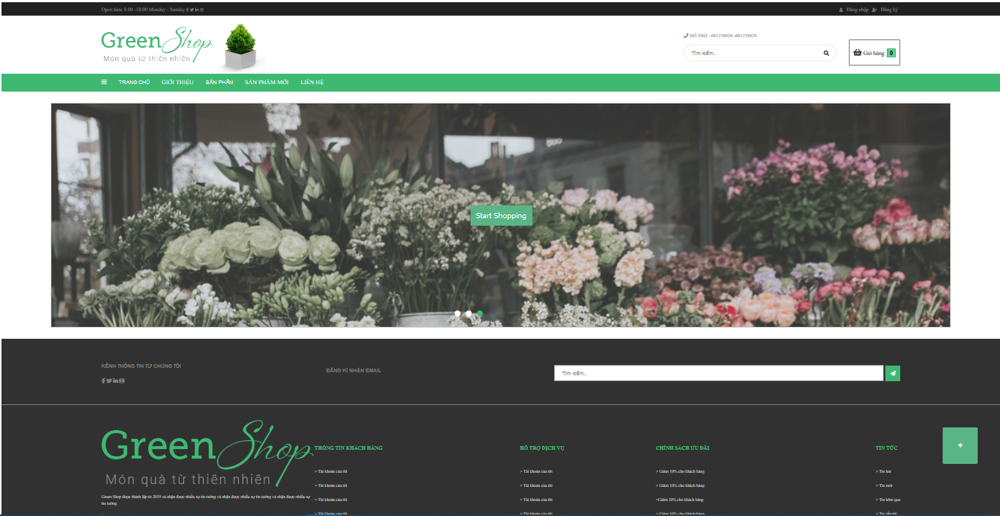 Open time 8:00 -18:00 Monday - Sunday
Đăng nhập Đăng ký
Green Shop
Món quà từ thiên nhiên
HỖ TRỢ : 091270929 -091270929
Tìm kiếm..
Giỏ hàng 0
TRANG CHỦ GIỚI THIỆU SẢN PHẨM SẢN PHẨM MỚI LIÊN HỆ
Start Shopping
KÊNH THÔNG TIN TỪ CHÚNG TÔI
ĐĂNG KÍ NHẬN EMAIL
Tìm kiếm..
Green Shop
Món quà từ thiên nhiên
Green Shop được thành lập từ 2019 và nhận được nhiều sự tin tưởng và nhận được nhiều sự tin tưởng và nhận được nhiều sự
tin tưởng
THÔNG TIN KHÁCH HÀNG
> Tài khoản của tôi
> Tài khoản của tôi
> Tài khoản của tôi
> Tài khoản của tôi
HỖ TRỢ DỊCH VỤ
> Tài khoản của tôi
> Tài khoản của tôi
> Tài khoản của tôi
> Tài khoản của tôi
CHÍNH SÁCH ƯU ĐÃI
> Giảm 10% cho khách hàng
> Giảm 10% cho khách hàng
>Giảm 10% cho khách hàng
> Giảm 10% cho khách hàng
TIN TỨC
> Tin hot
> Tin mới
> Tin hôm qua